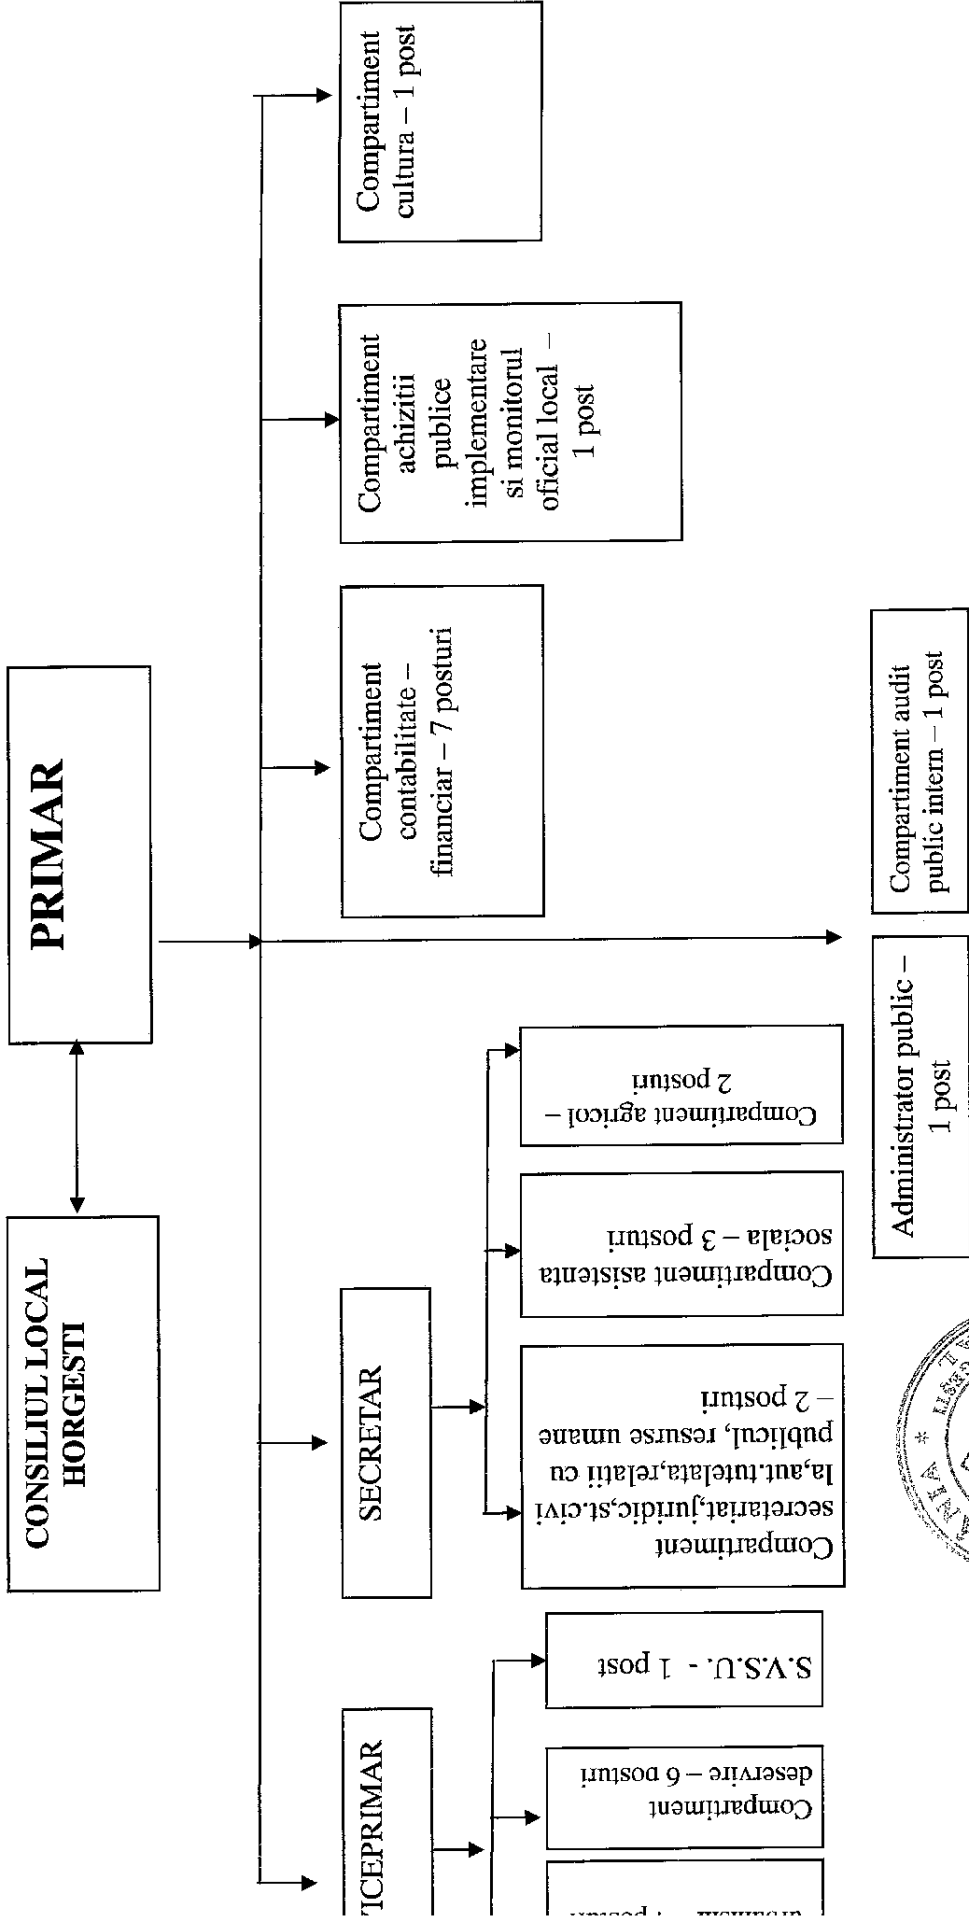 CONSILIUL LOCAL
HORGESTI
PRIMAR
TICEPRIMAR
SECRETAR
Compartiment
contabilitate –
financiar – 7 posturi
Compartiment
achizitii
publice
implementare
si monitorul
oficial local –
1 post
Compartiment
cultura – 1 post
Compartiment
deservire – 6 posturi
S.V.S.U. - 1 post
Compartiment
secretariat,juridic,st.civi
la,aut.tutelata,relatii cu
publicul, resurse umane
– 2 posturi
Compartiment asistenta
sociala – 3 posturi
Compartiment agricol –
2 posturi
Administrator public –
1 post
Compartiment audit
public intern – 1 post